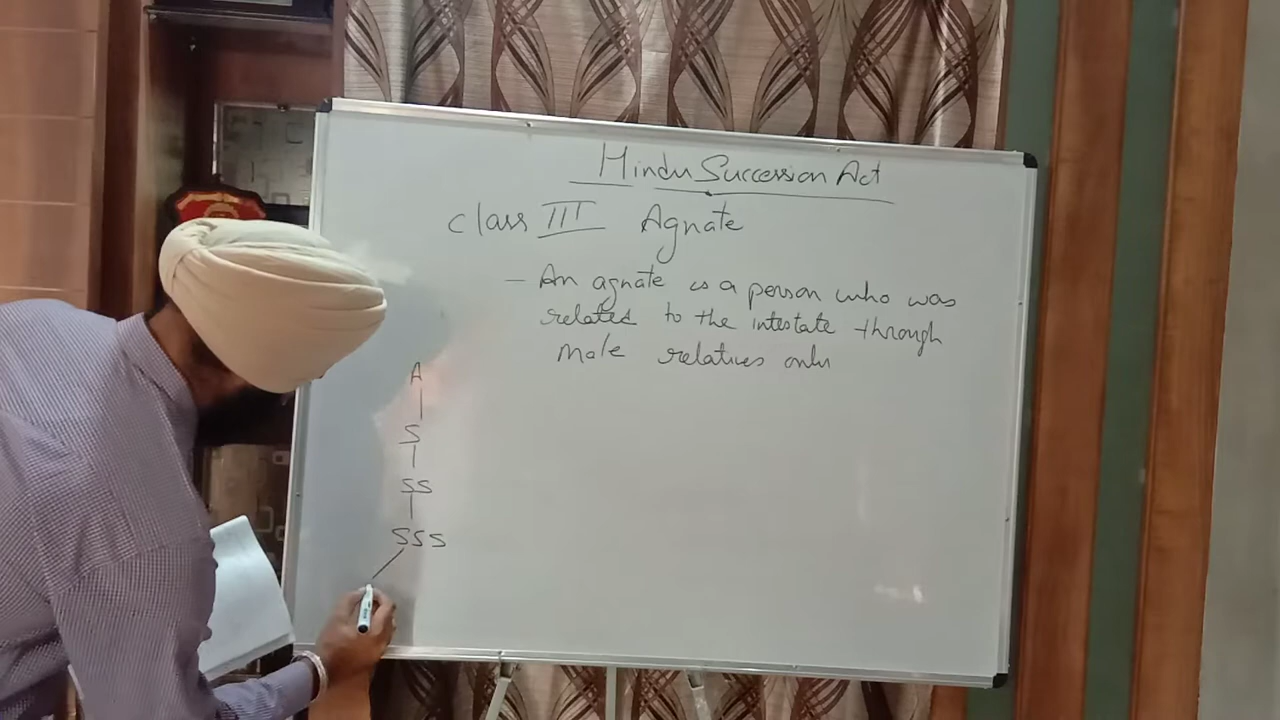 Hindu Succession Act
Class III Agnate
- An agnate is a person who was
related to the intestate through
Male relatives only
A
S
SS
SSS